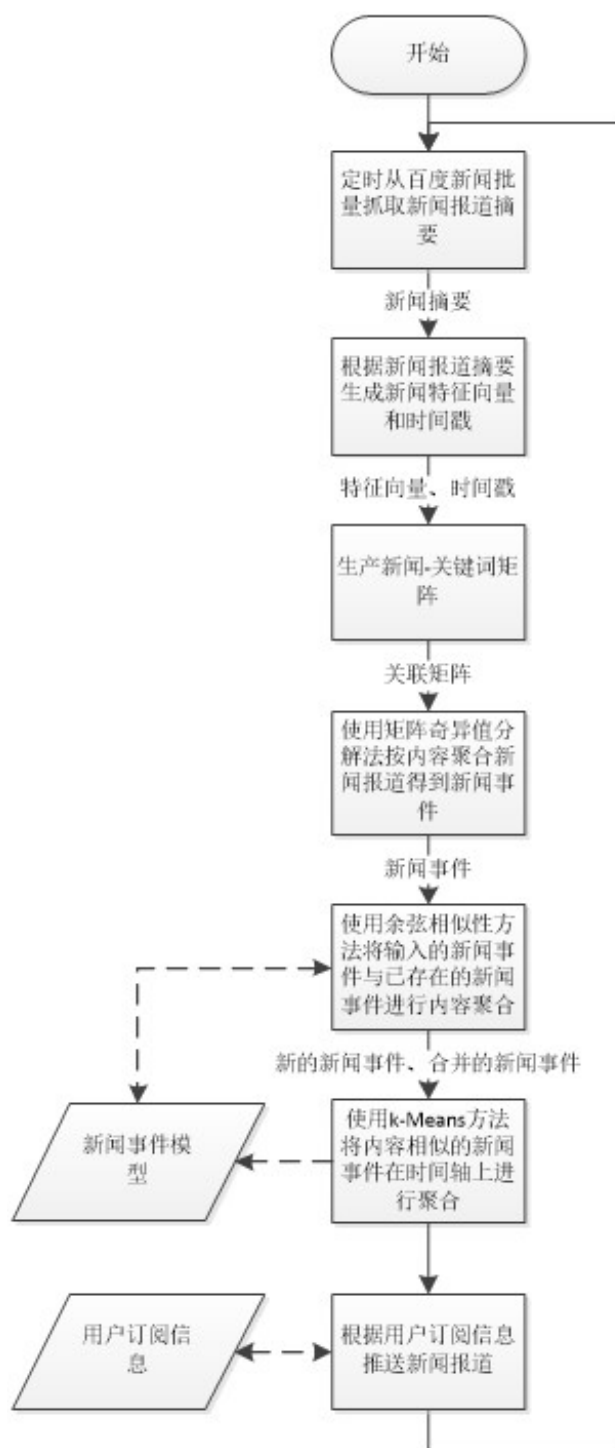 开始
定时从百度新闻批
量抓取新闻报道摘
要
新闻摘要
根据新闻报道摘要
生成新闻特征向量
和时间戳
特征向量、时间戳
生产新闻-关键词矩
阵
关联矩阵
使用矩阵奇异值分
解法按内容聚合新
闻报道得到新闻事
件
新闻事件
使用余弦相似性方
法将输入的新闻事
件与已存在的新闻
事件进行内容聚合
新的新闻事件、合并的新闻事件
新闻事件模
型
使用k-Means方法
将内容相似的新闻
事件在时间轴上进
行聚合
用户订阅信
息
根据用户订阅信息
推送新闻报道